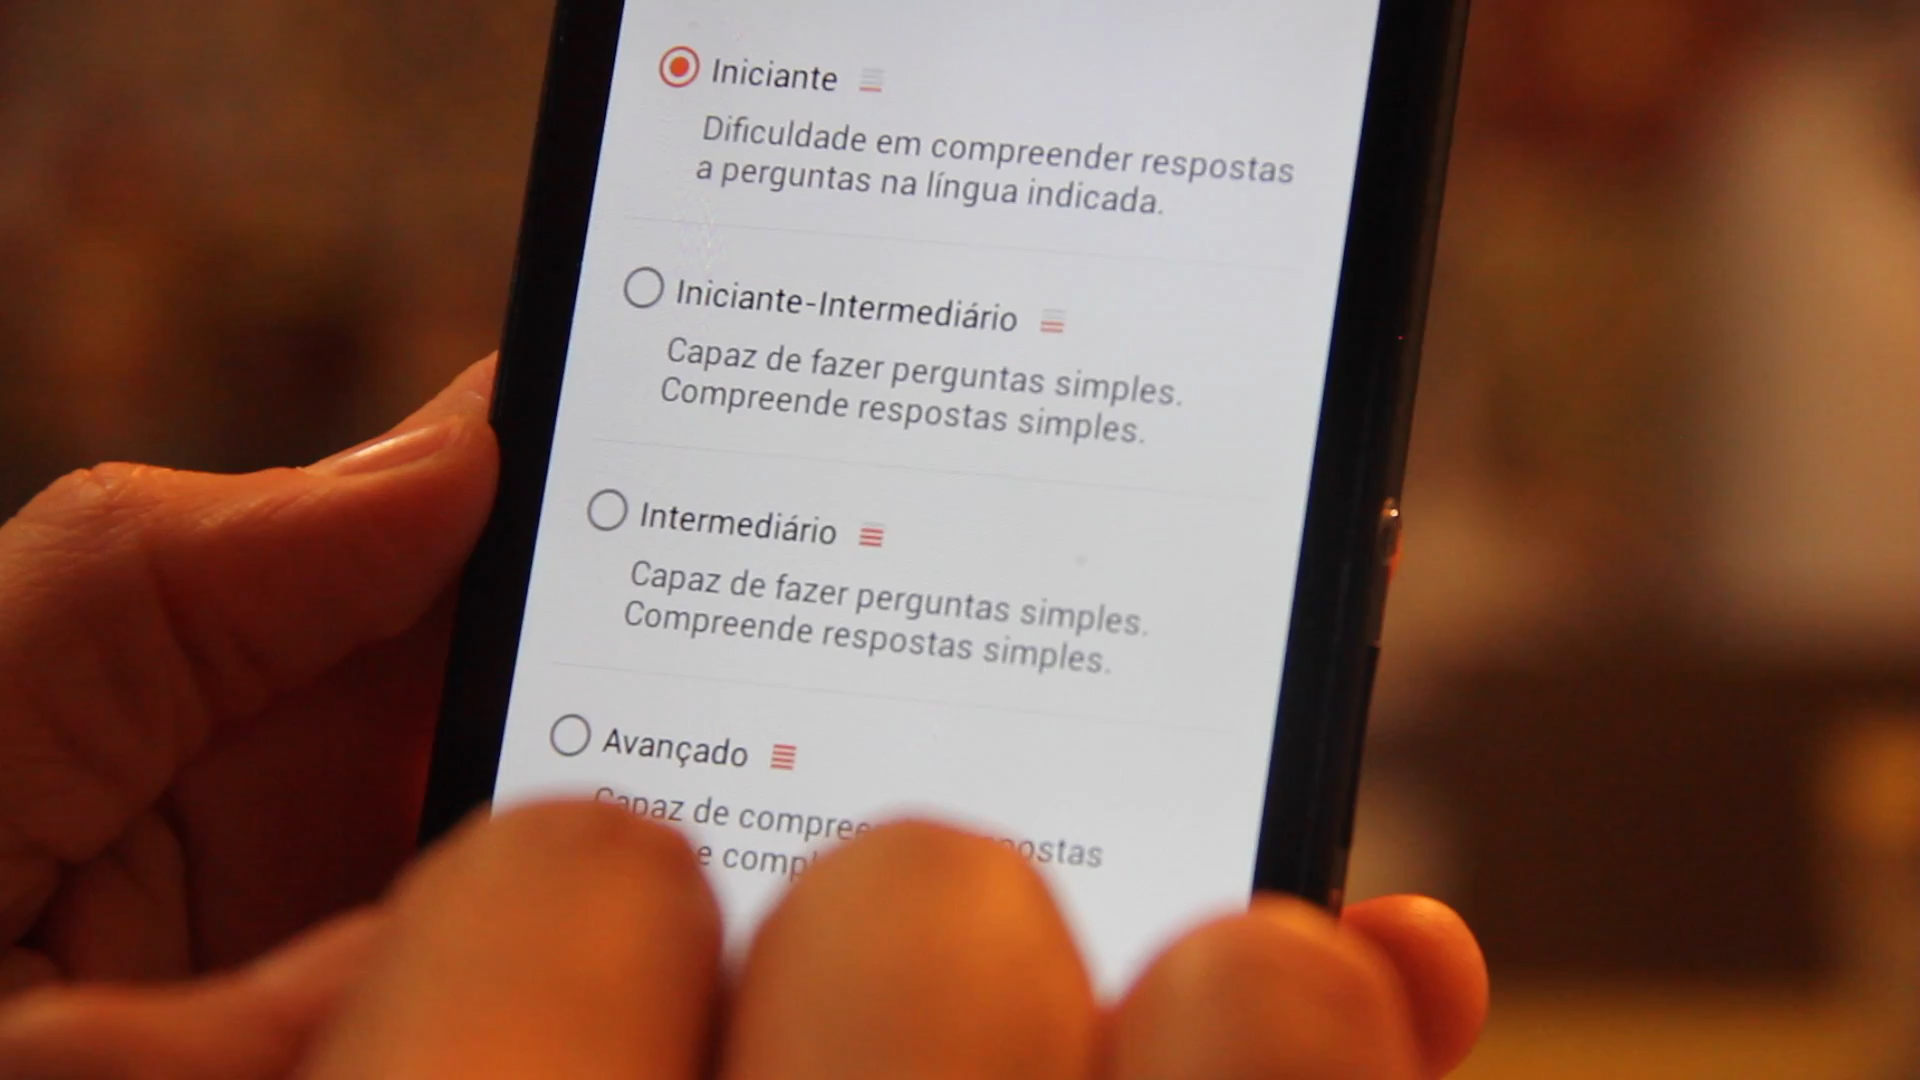 Iniciante
Dificuldade em compreender respostas
a perguntas na língua indicada.
Iniciante-Intermediário
Capaz de fazer perguntas simples.
Compreende respostas simples.
Intermediário
Capaz de fazer perguntas simples.
Compreende respostas simples.
Avançado
Capaz de
e